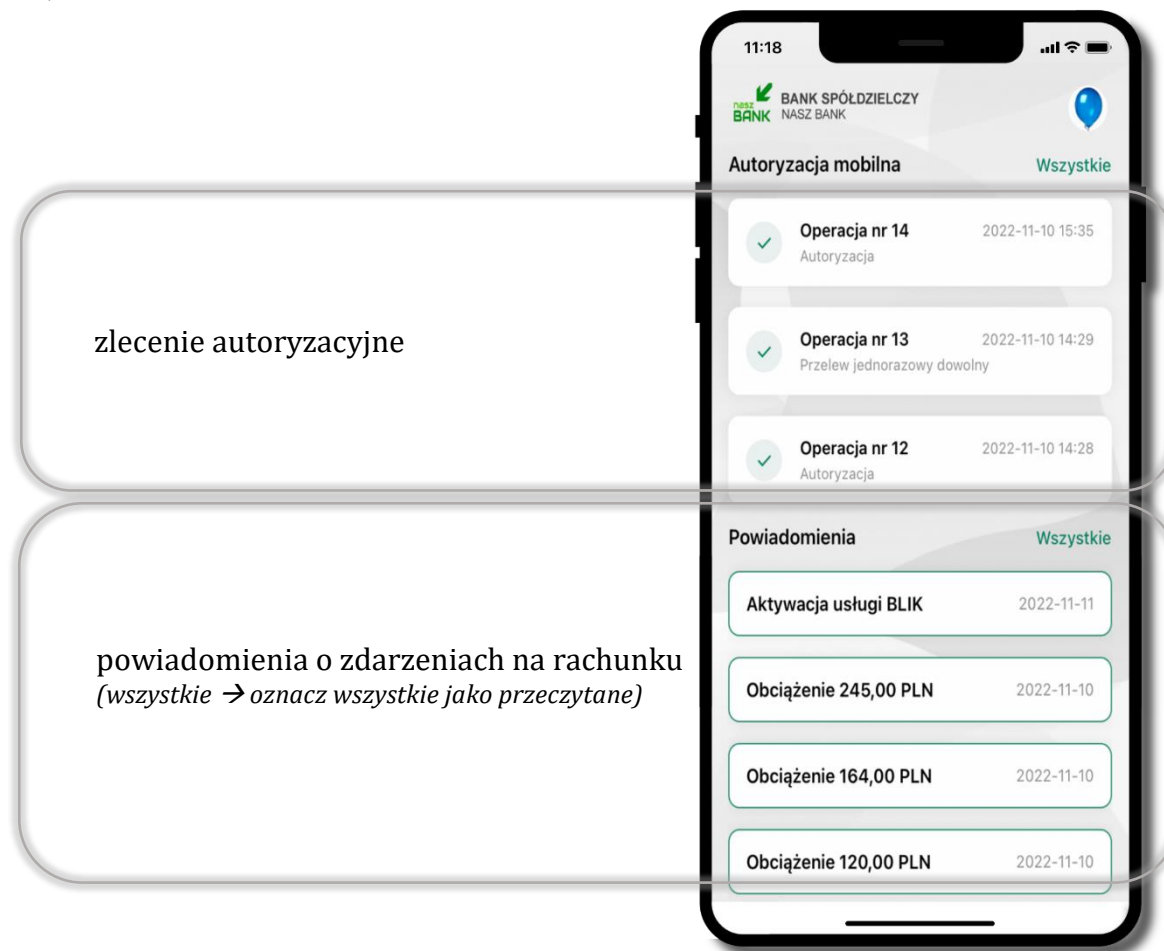 11:18
nasz
BANK
BANK SPÓŁDZIELCZY
NASZ BANK
Autoryzacja mobilna Wszystkie
Operacja nr 14 2022-11-10 15:35
Autoryzacja
zlecenie autoryzacyjne
Operacja nr 13 2022-11-10 14:29
Przelew jednorazowy dowolny
Operacja nr 12 2022-11-10 14:28
Autoryzacja
Powiadomienia Wszystkie
Aktywacja usługi BLIK 2022-11-11
powiadomienia o zdarzeniach na rachunku
(wszystkie → oznacz wszystkie jako przeczytane)
Obciążenie 245,00 PLN 2022-11-10
Obciążenie 164,00 PLN 2022-11-10
Obciążenie 120,00 PLN 2022-11-10